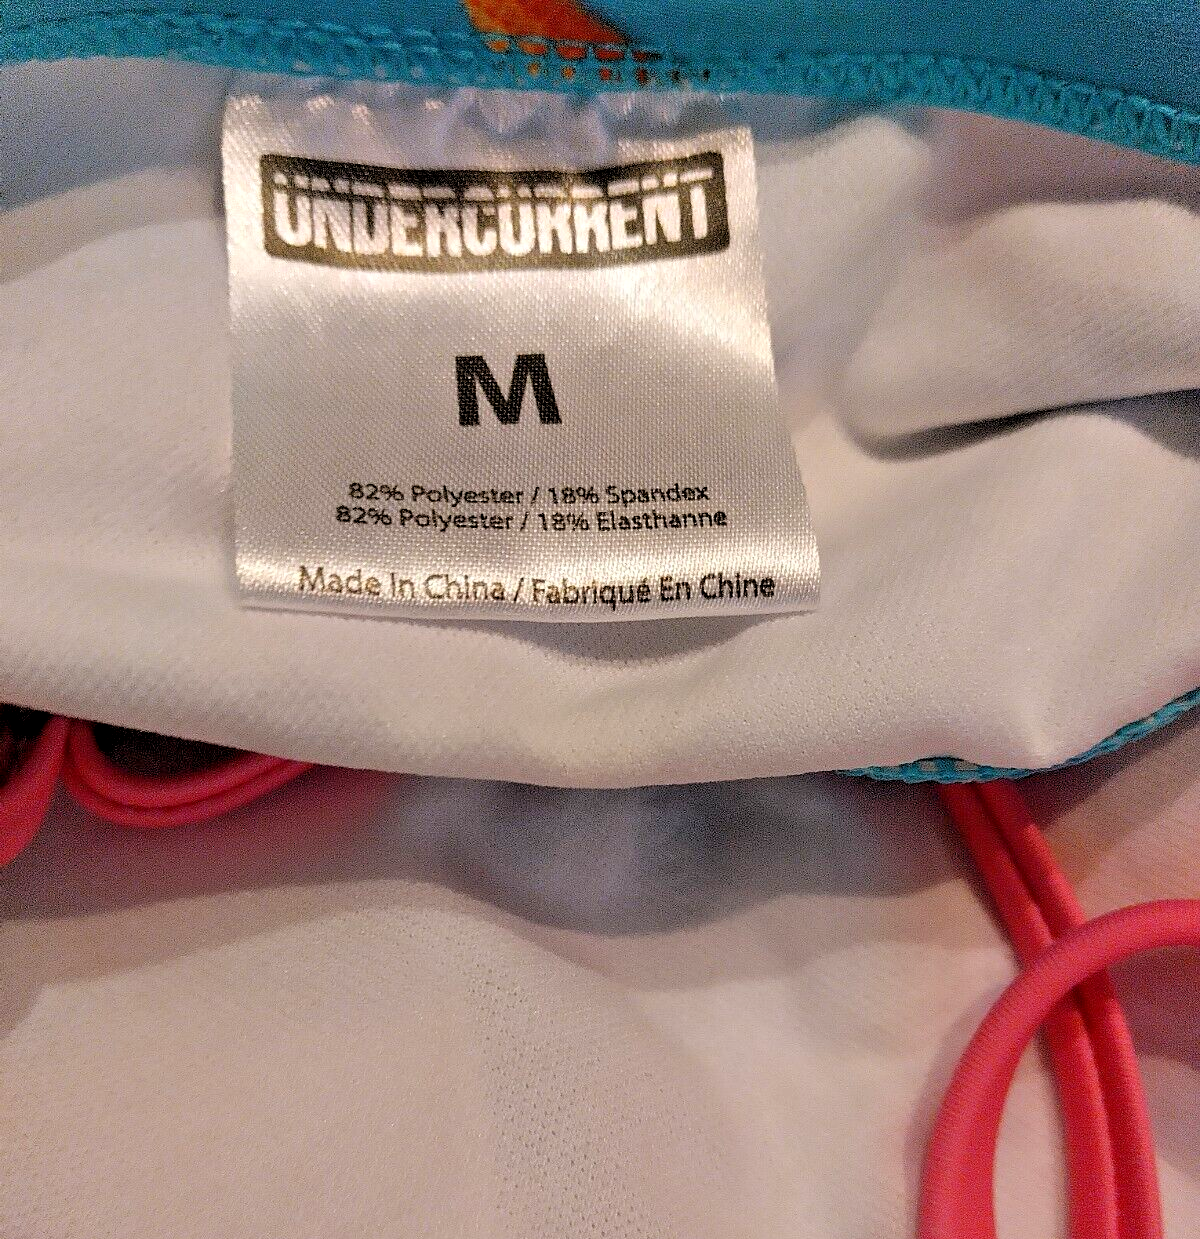 UNDERCURRENT
M
82% Polyester / 18% Spandex
82% Polyester / 18% Elasthanne
Made In China / Fabriqué En Chine